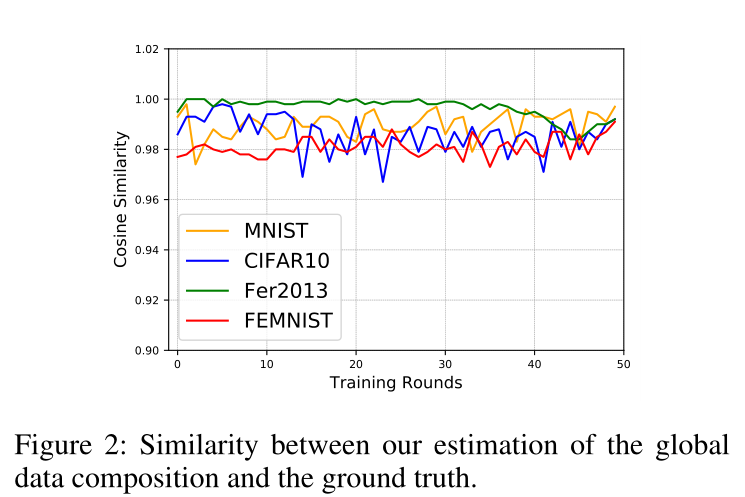 1.02
1.00
0.98
0.96
0.94
0.92
0.90
Cosine Similarity
MNIST
CIFAR10
Fer2013
FEMNIST
0 10 20 30 40 50
Training Rounds
Figure 2: Similarity between our estimation of the global
data composition and the ground truth.